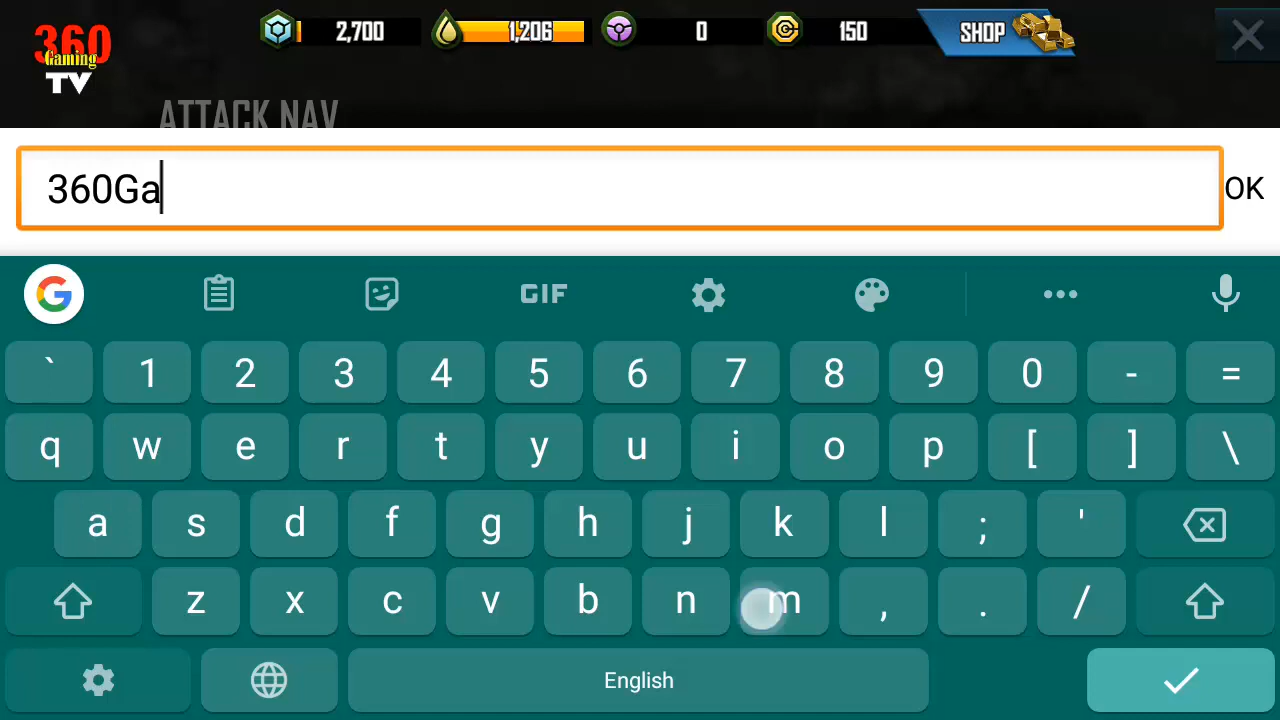 360
Gaming
TV
2,700
1,206
0
150
SHOP
ATTACK NAV
360Ga
OK
G
GIF
` 1 2 3 4 5 6 7 8 9 0 - =
q w e r t y u i o p [ ] \
a s d f g h j k l ; '
z x c v b n m , . /
English